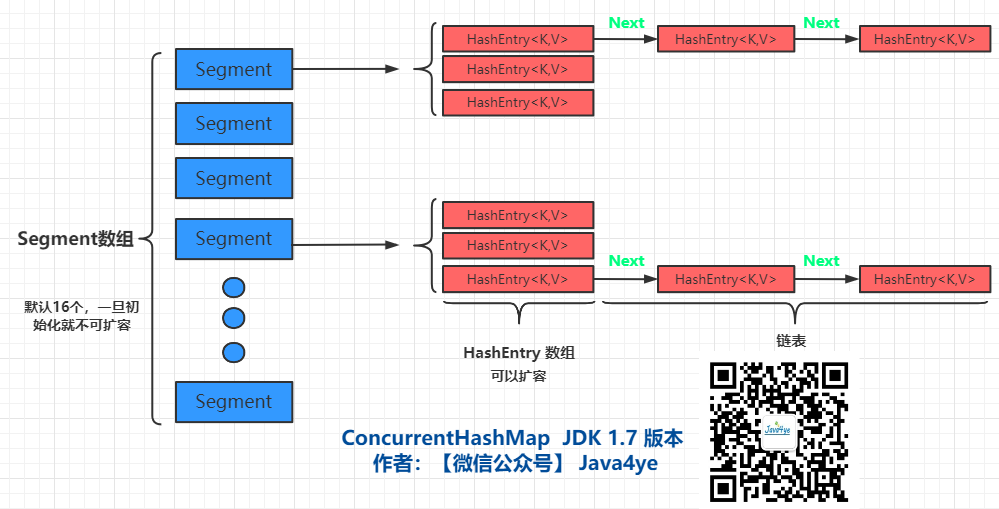 Next
Next
HashEntry<K,V>
HashEntry<K,V>
HashEntry<K,V>
Segment
HashEntry<K,V>
HashEntry<K,V>
Segment
Segment
HashEntry<K,V>
Segment数组
Segment
HashEntry<K,V>
Next
Next
HashEntry<K,V>
HashEntry<K,V>
HashEntry<K,V>
默认16个，一旦初
始化就不可扩容
HashEntry 数组
可以扩容
链表
Segment
Java4ye
ConcurrentHashMap JDK 1.7 版本
作者：【微信公众号】 Java4ye